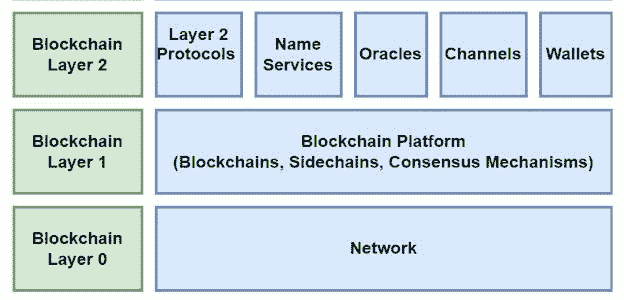 Blockchain
Layer 2
Layer 2
Protocols
Name
Services
Oracles
Channels
Wallets
Blockchain
Layer 1
Blockchain Platform
(Blockchains, Sidechains, Consensus Mechanisms)
Blockchain
Layer 0
Network